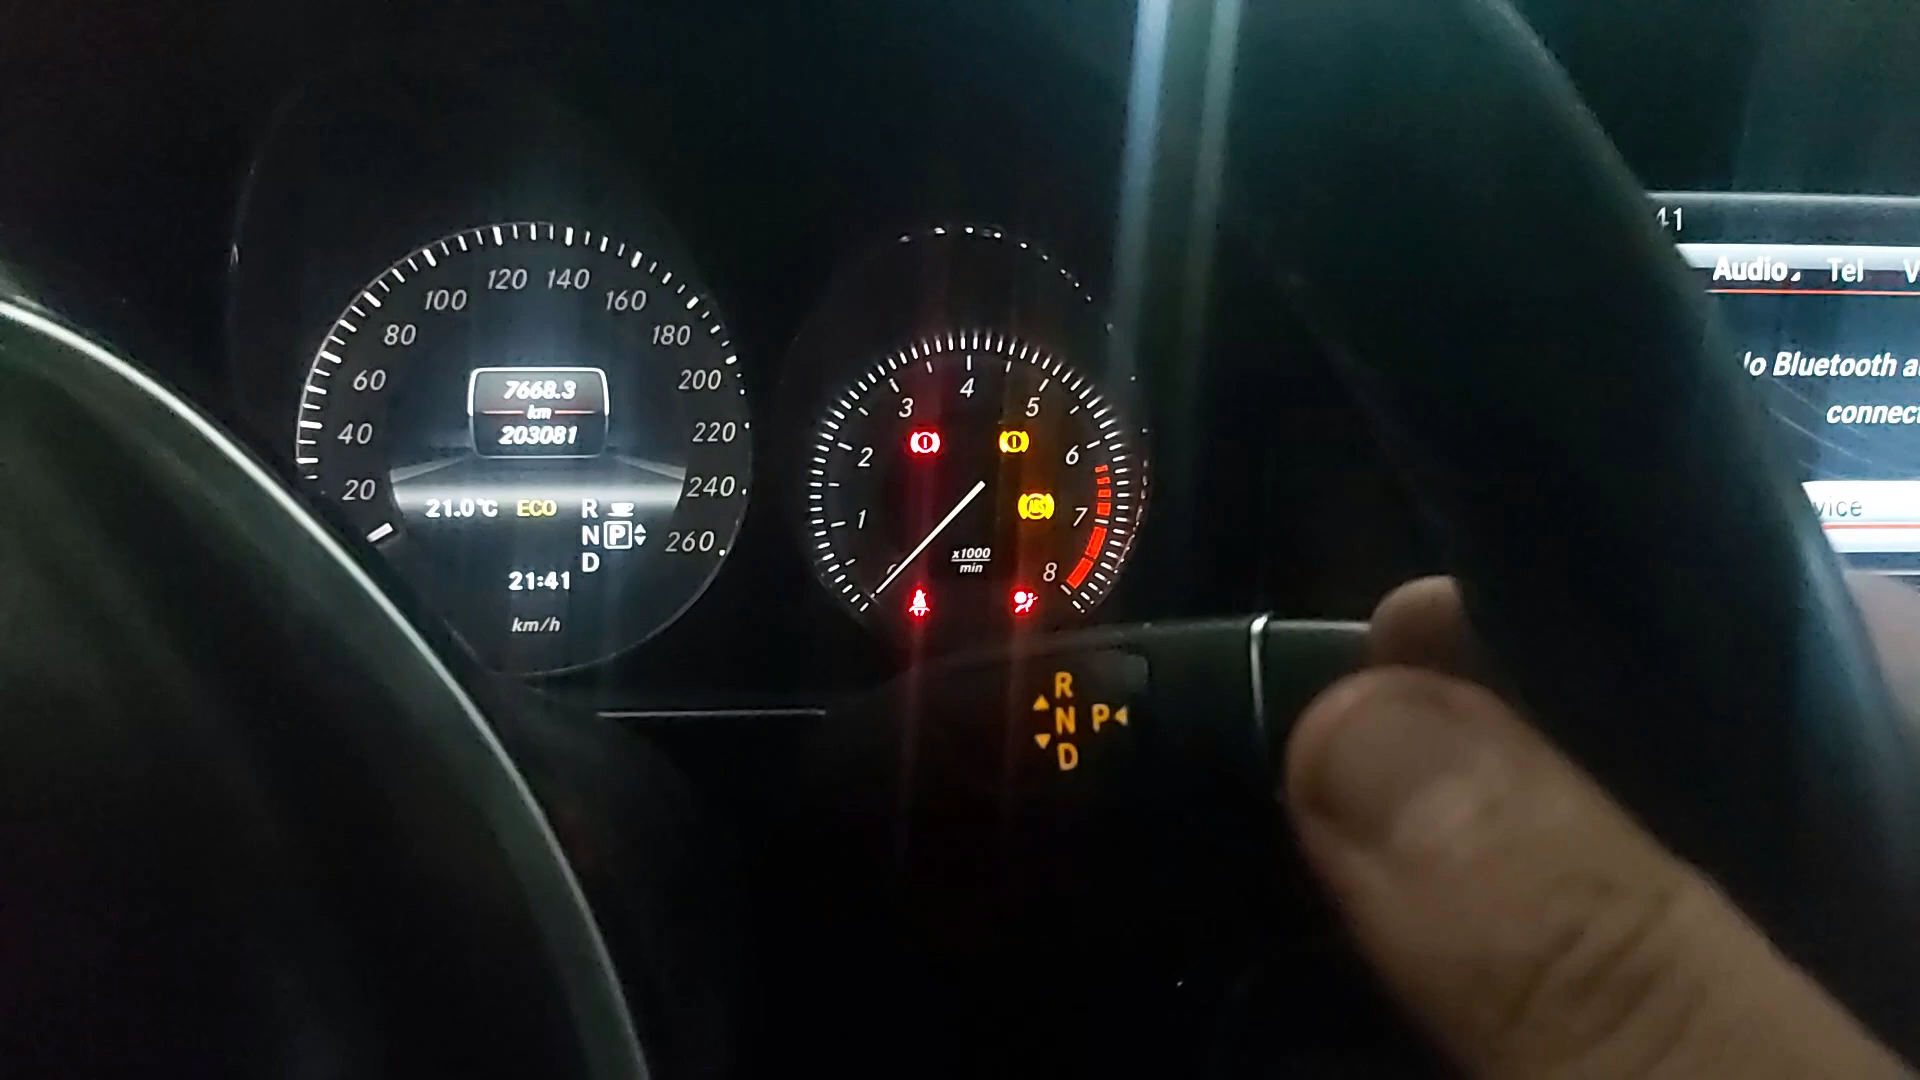 120 140
100 160
80 180
60 200
40 220
20 240
260
7668.3
km
203081
21.0°C ECO R
N P
D
21:41
km/h
4
3 5
2 6
1 7
8
ABS
x1000
min
R
N P
D
41
Audio Tel V
o Bluetooth a
connec
vice